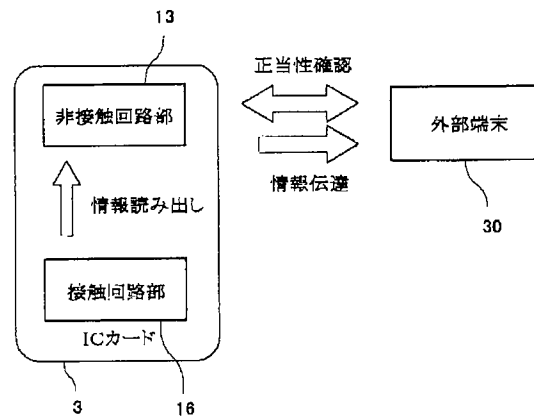 13
正当性確認
非接触回路部
外部端末
情報伝達
情報読み出し
30
接触回路部
ICカード
3
16